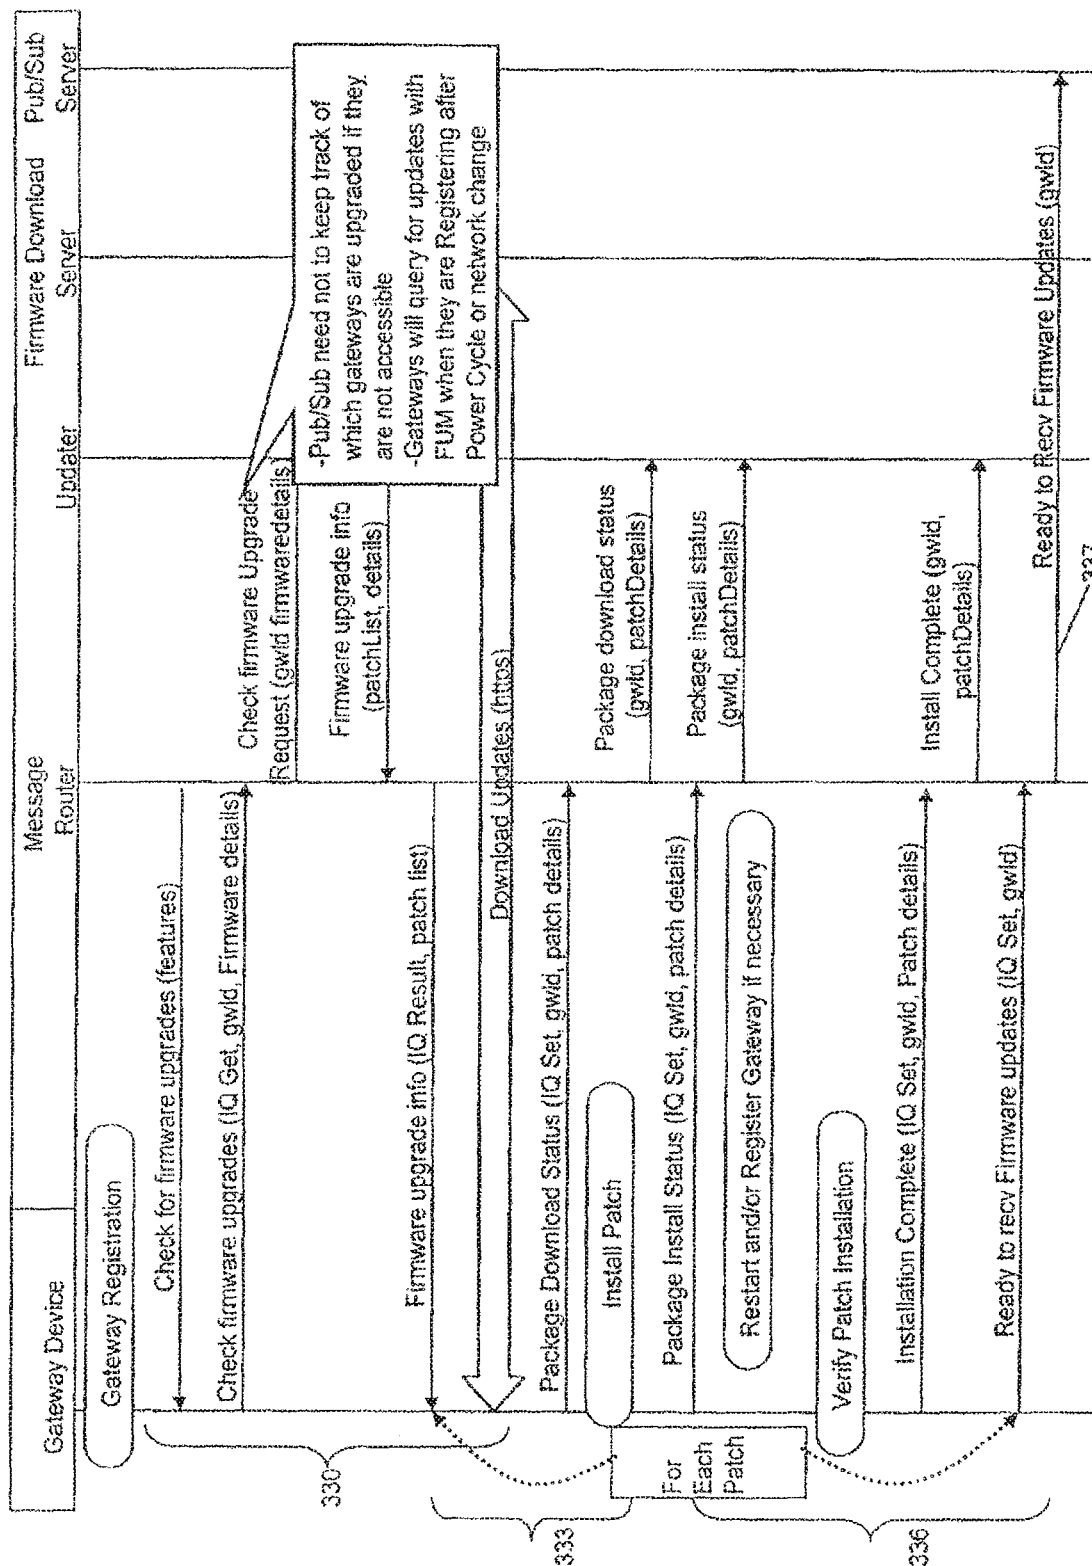 Gateway Device
Message
Router
Updater
Firmware Download
Server
Pub/Sub
Server
Gateway Registration
Check for firmware upgrades (features)
Check firmware upgrades (IQ Get, gwId, Firmware details)
Check firmware Upgrade
Request (gwId firmwaredetails)
-Pub/Sub need not to keep track of
which gateways are upgraded if they
are not accessible
-Gateways will query for updates with
FUM when they are Registering after
Power Cycle or network change
Firmware upgrade info
(patchList, details)
330
Firmware upgrade info (IQ Result, patch list)
Download Updates (https)
Package Download Status (IQ Set, gwId, patch details)
Package download status
(gwId, patchDetails)
333
Install Patch
For
Each
Patch
Package Install Status (IQ Set, gwId, patch details)
Package install status
(gwId, patchDetails)
Restart and/or Register Gateway if necessary
Verify Patch Installation
336
Installation Complete (IQ Set, gwId, Patch details)
Install Complete (gwId,
patchDetails)
Ready to recv Firmware updates (IQ Set, gwId)
Ready to Recv Firmware Updates (gwId)
337